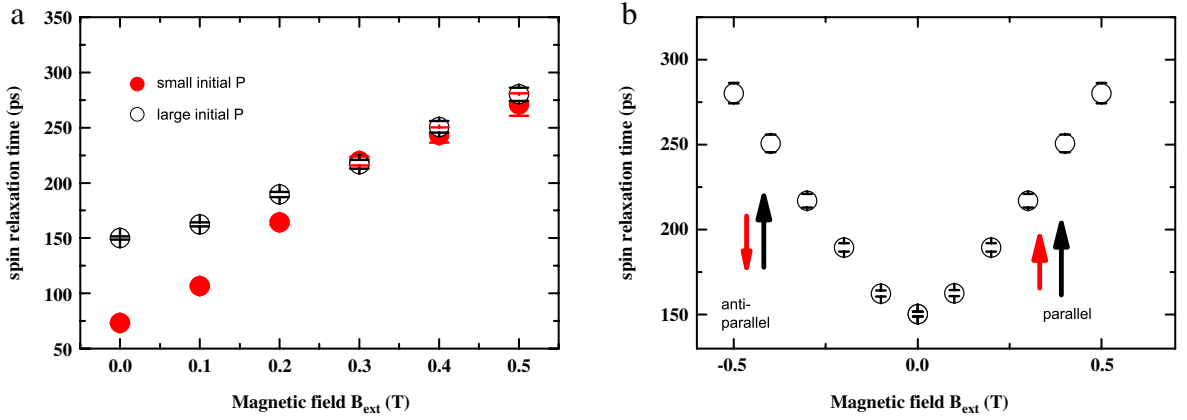 a
350
300
250
200
150
100
50
spin relaxation time (ps)
small initial P
large initial P
0.0 0.1 0.2 0.3 0.4 0.5
Magnetic field B_ext (T)
b
300
250
200
150
spin relaxation time (ps)
anti-
parallel
parallel
-0.5 0.0 0.5
Magnetic field B_ext (T)